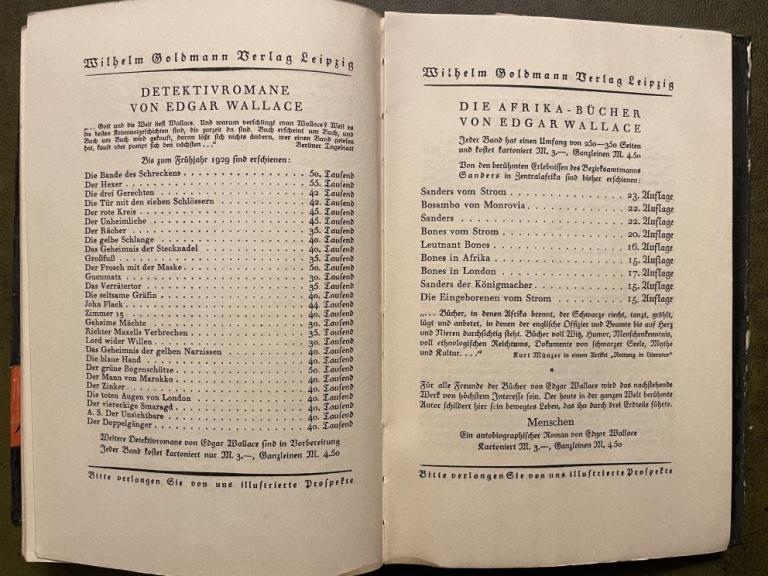 Wilhelm Goldmann Verlag Leipzig
DETEKTIVROMANE
VON EDGAR WALLACE
„... Gott und die Welt liest Wallace. Und warum verschlingt man Wallace? Weil es
die besten Kriminalgeschichten sind, die zurzeit da sind. Buch erscheint um Buch, und
Buch um Buch wird gekauft, daran läßt sich nichts ändern, wer einen Band gelesen
hat, kauft oder pumpt sich den nächsten ...“ Berliner Tageblatt
Bis zum Frühjahr 1929 sind erschienen:
Die Bande des Schreckens . . . 50. Tausend
Der Hexer . . . 55. Tausend
Die drei Gerechten . . . 42. Tausend
Die Tür mit den sieben Schlössern . . . 42. Tausend
Der rote Kreis . . . 45. Tausend
Der Unheimliche . . . 45. Tausend
Der Rächer . . . 35. Tausend
Die gelbe Schlange . . . 40. Tausend
Das Geheimnis der Stecknadel . . . 40. Tausend
Großfuß . . . 35. Tausend
Der Frosch mit der Maske . . . 50. Tausend
Gucumatz . . . 30. Tausend
Das Verrätertor . . . 35. Tausend
Die seltsame Gräfin . . . 40. Tausend
John Flack . . . 44. Tausend
Zimmer 13 . . . 40. Tausend
Geheime Mächte . . . 30. Tausend
Richter Maxells Verbrechen . . . 35. Tausend
Lord wider Willen . . . 30. Tausend
Das Geheimnis der gelben Narzissen . . . 40. Tausend
Die blaue Hand . . . 40. Tausend
Der grüne Bogenschütze . . . 50. Tausend
Der Mann von Marokko . . . 40. Tausend
Der Zinker . . . 40. Tausend
Die toten Augen von London . . . 40. Tausend
Der viereckige Smaragd . . . 40. Tausend
A. S. Der Unsichtbare . . . 40. Tausend
Der Doppelgänger . . . 40. Tausend
Weitere Detektivromane von Edgar Wallace sind in Vorbereitung
Jeder Band kostet kartoniert nur M. 3.—, Ganzleinen M. 4.50
Bitte verlangen Sie von uns illustrierte Prospekte
Wilhelm Goldmann Verlag Leipzig
DIE AFRIKA-BÜCHER
VON EDGAR WALLACE
Jeder Band hat einen Umfang von 250—350 Seiten
und kostet kartoniert M. 3.—, Ganzleinen M. 4.50
Von den berühmten Erlebnissen des Bezirksamtmanns
Sanders in Zentralafrika sind bisher erschienen:
Sanders vom Strom . . . 23. Auflage
Bosambo von Monrovia . . . 22. Auflage
Sanders . . . 22. Auflage
Bones vom Strom . . . 20. Auflage
Leutnant Bones . . . 16. Auflage
Bones in Afrika . . . 15. Auflage
Bones in London . . . 17. Auflage
Sanders der Königmacher . . . 15. Auflage
Die Eingeborenen vom Strom . . . 15. Auflage
„... Bücher, in denen Afrika brennt, der Schwarze riecht, tanzt, gröhlt,
lügt und anbetet, in denen der englische Offizier und Beamte bis auf Herz
und Nieren durchsichtig steht. Bücher voll Witz, Humor, Menschenkenntnis,
voll ethnologischen Reichtums, Dokumente von schwarzer Seele, Mythe
und Kultur. ...“ Kurt Münzer in einem Artikel „Rettung in Literatur“
*
Für alle Freunde der Bücher von Edgar Wallace wird das nachstehende
Werk von höchstem Interesse sein. Der heute in der ganzen Welt berühmte
Autor schildert hier sein bewegtes Leben, das ihn durch drei Erdteile führte.
Menschen
Ein autobiographischer Roman von Edgar Wallace
Kartoniert M. 3.—, Ganzleinen M. 4.50
Bitte verlangen Sie von uns illustrierte Prospekte